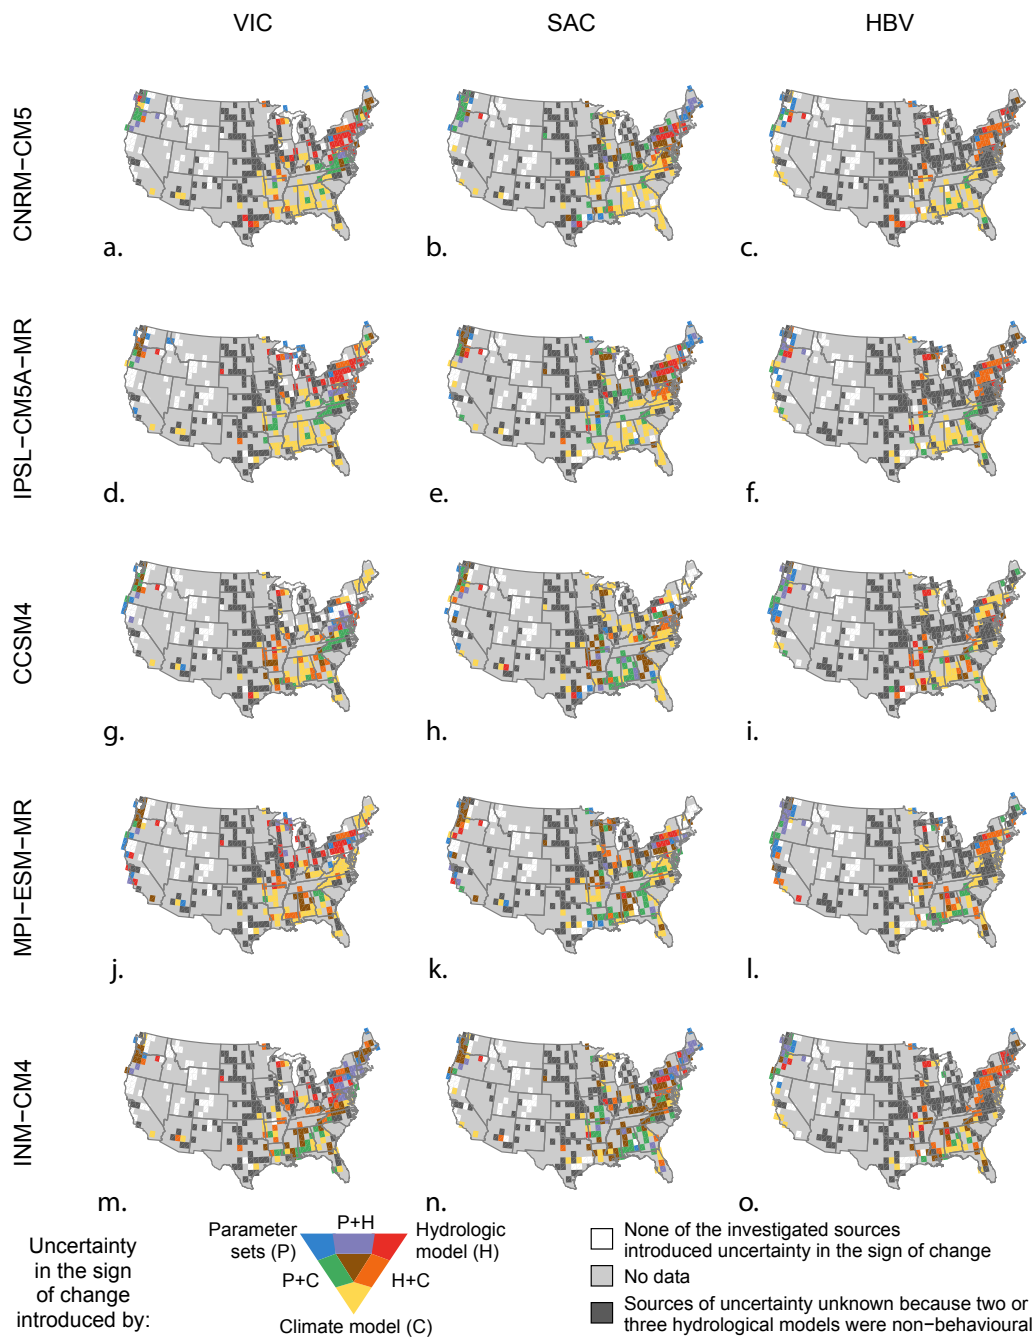 VIC SAC HBV
CNRM−CM5
a. b. c.
IPSL−CM5A−MR
d. e. f.
CCSM4
g. h. i.
MPI−ESM−MR
j. k. l.
INM−CM4
m. n. o.
Uncertainty
in the sign
of change
introduced by:
Parameter
sets (P)
P+H
Hydrologic
model (H)
P+C
H+C
Climate model (C)
None of the investigated sources
introduced uncertainty in the sign of change
No data
Sources of uncertainty unknown because two or
three hydrological models were non−behavioural